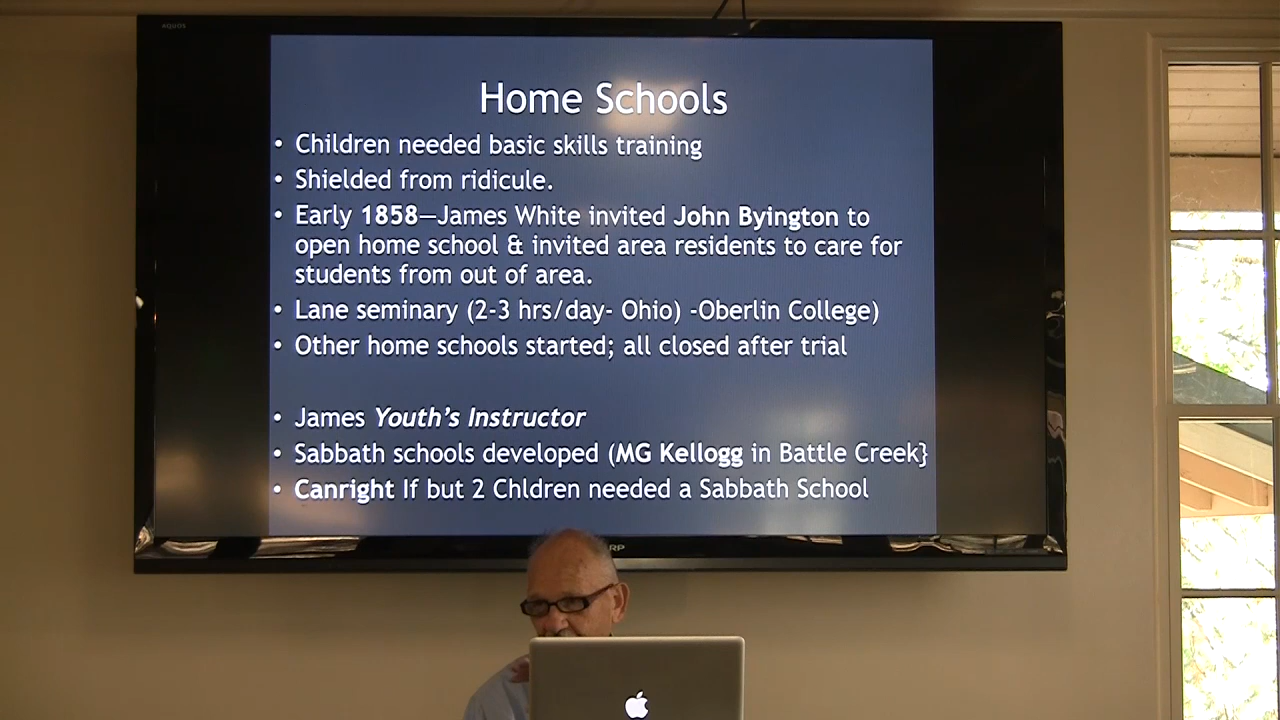 AQUOS
Home Schools
• Children needed basic skills training
• Shielded from ridicule.
• Early 1858—James White invited John Byington to
open home school & invited area residents to care for
students from out of area.
• Lane seminary (2-3 hrs/day- Ohio) -Oberlin College)
• Other home schools started; all closed after trial
• James Youth's Instructor
• Sabbath schools developed (MG Kellogg in Battle Creek}
• Canright If but 2 Chldren needed a Sabbath School
RP